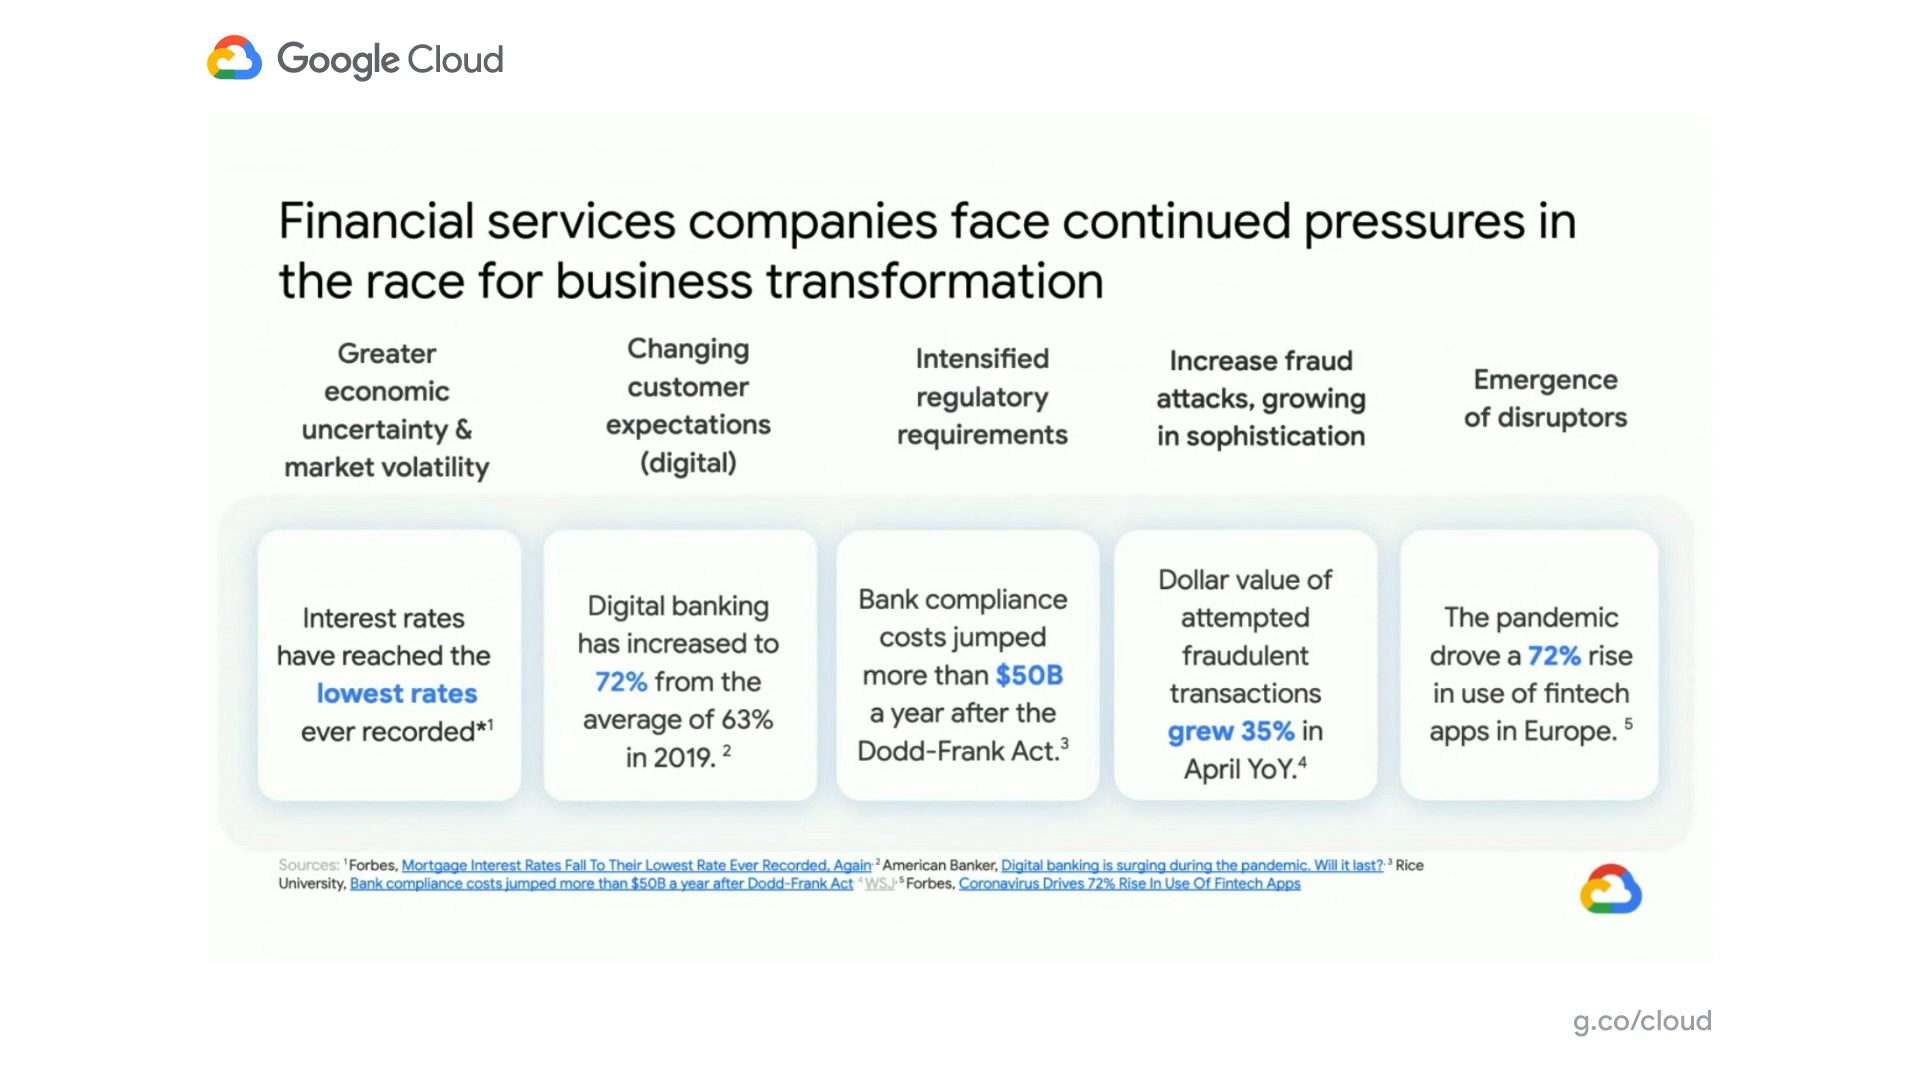 Google Cloud
Financial services companies face continued pressures in
the race for business transformation
Greater
economic
uncertainty &
market volatility
Changing
customer
expectations
(digital)
Intensified
regulatory
requirements
Increase fraud
attacks, growing
in sophistication
Emergence
of disruptors
Interest rates
have reached the
lowest rates
ever recorded*¹
Digital banking
has increased to
72% from the
average of 63%
in 2019. ²
Bank compliance
costs jumped
more than $50B
a year after the
Dodd-Frank Act.³
Dollar value of
attempted
fraudulent
transactions
grew 35% in
April YoY.⁴
The pandemic
drove a 72% rise
in use of fintech
apps in Europe. ⁵
Sources: ¹Forbes, Mortgage Interest Rates Fall To Their Lowest Rate Ever Recorded, Again ² American Banker, Digital banking is surging during the pandemic. Will it last? ³ Rice
University, Bank compliance costs jumped more than $50B a year after Dodd-Frank Act ⁴ WSJ ⁵ Forbes, Coronavirus Drives 72% Rise In Use Of Fintech Apps
g.co/cloud